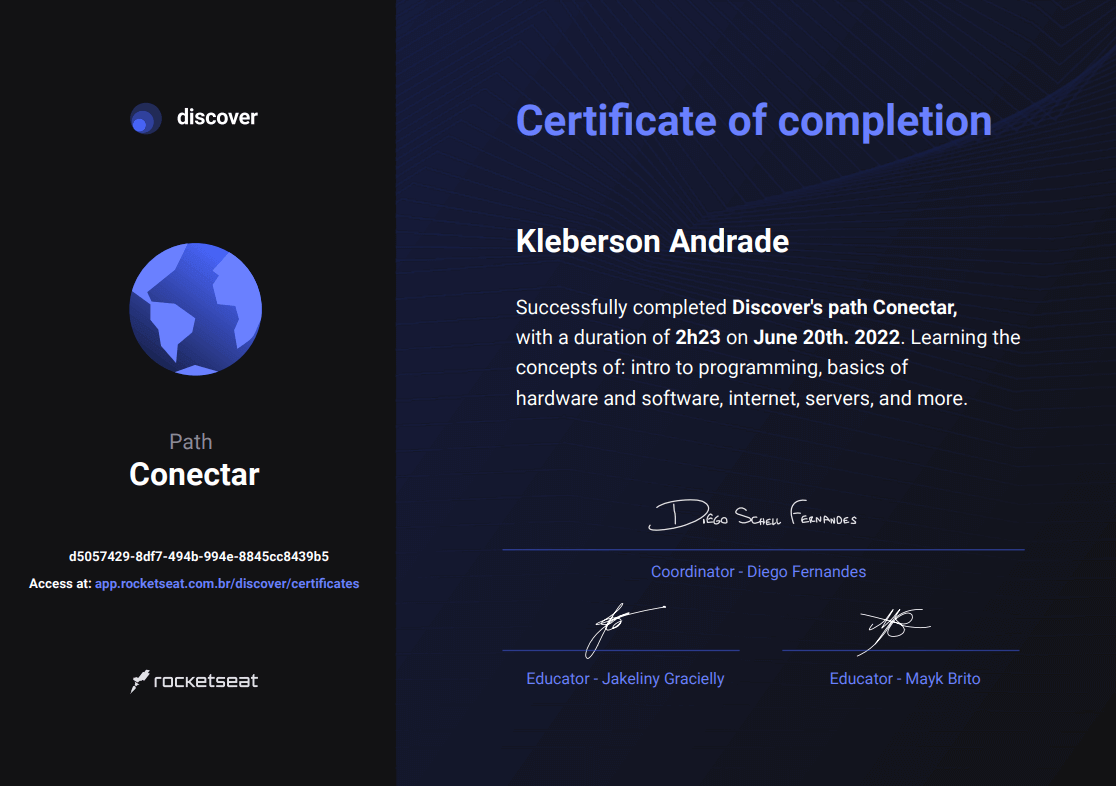 discover
Path
Conectar
d5057429-8df7-494b-994e-8845cc8439b5
Access at: app.rocketseat.com.br/discover/certificates
rocketseat
Certificate of completion
Kleberson Andrade
Successfully completed Discover's path Conectar,
with a duration of 2h23 on June 20th. 2022. Learning the
concepts of: intro to programming, basics of
hardware and software, internet, servers, and more.
Diego Schell Fernandes
Coordinator - Diego Fernandes
Educator - Jakeliny Gracielly
Educator - Mayk Brito